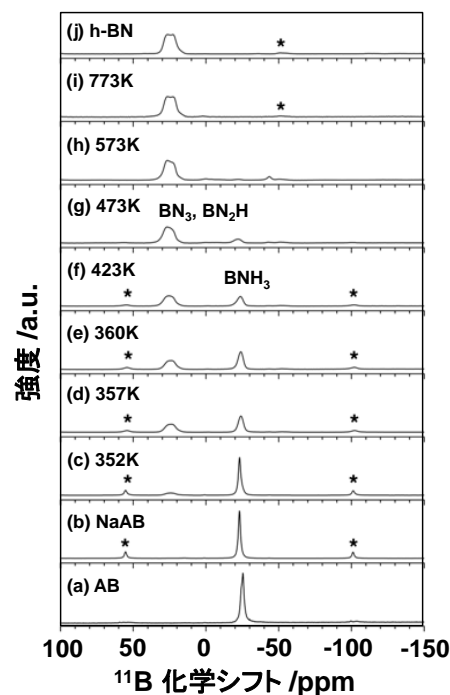 (j) h-BN
*
(i) 773K
*
(h) 573K
(g) 473K
BN₃, BN₂H
(f) 423K
BNH₃
*
*
(e) 360K
*
*
(d) 357K
*
*
(c) 352K
*
*
(b) NaAB
*
*
(a) AB
100 50 0 -50 -100 -150
¹¹B 化学シフト /ppm
強度 /a.u.